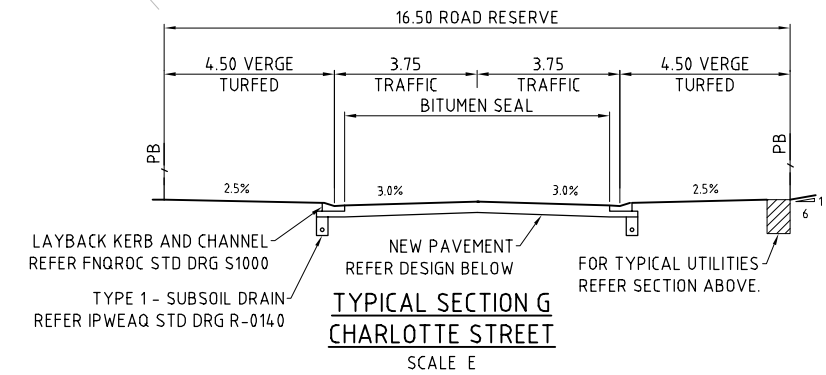 16.50 ROAD RESERVE
4.50 VERGE
TURFED
3.75
TRAFFIC
3.75
TRAFFIC
4.50 VERGE
TURFED
BITUMEN SEAL
PB
PB
2.5%
3.0%
3.0%
2.5%
1
6
LAYBACK KERB AND CHANNEL
REFER FNQROC STD DRG S1000
NEW PAVEMENT
REFER DESIGN BELOW
FOR TYPICAL UTILITIES
REFER SECTION ABOVE.
TYPE 1 - SUBSOIL DRAIN
REFER IPWEAQ STD DRG R-0140
TYPICAL SECTION G
CHARLOTTE STREET
SCALE E